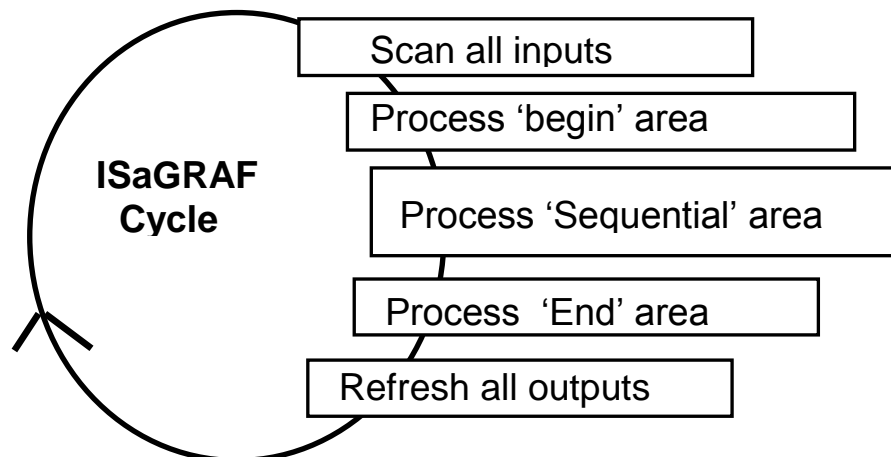 Scan all inputs
Process ‘begin’ area
ISaGRAF
Cycle
Process ‘Sequential’ area
Process ‘End’ area
Refresh all outputs